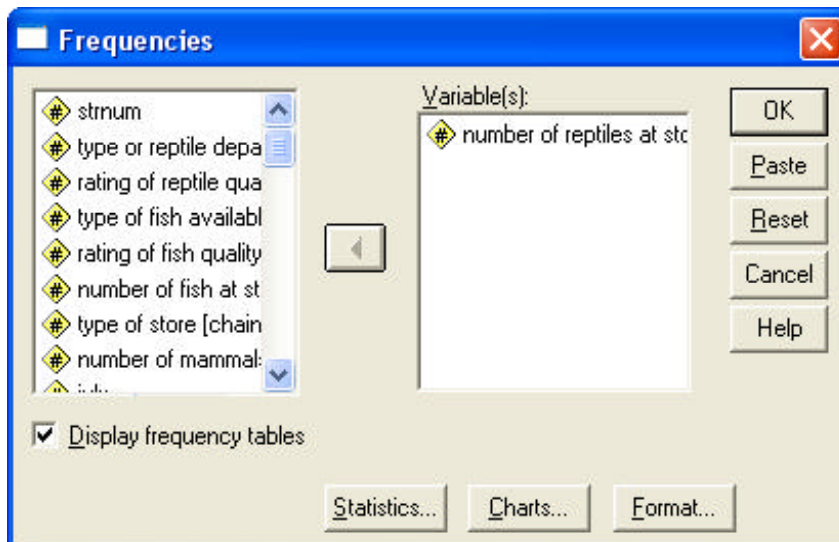 Frequencies
# strnum
# type or reptile depa
# rating of reptile qua
# type of fish availabl
# rating of fish quality
# number of fish at st
# type of store [chain
# number of mammal
Variable(s):
# number of reptiles at sto
OK
Paste
Reset
Cancel
Help
Display frequency tables
Statistics...
Charts...
Format...